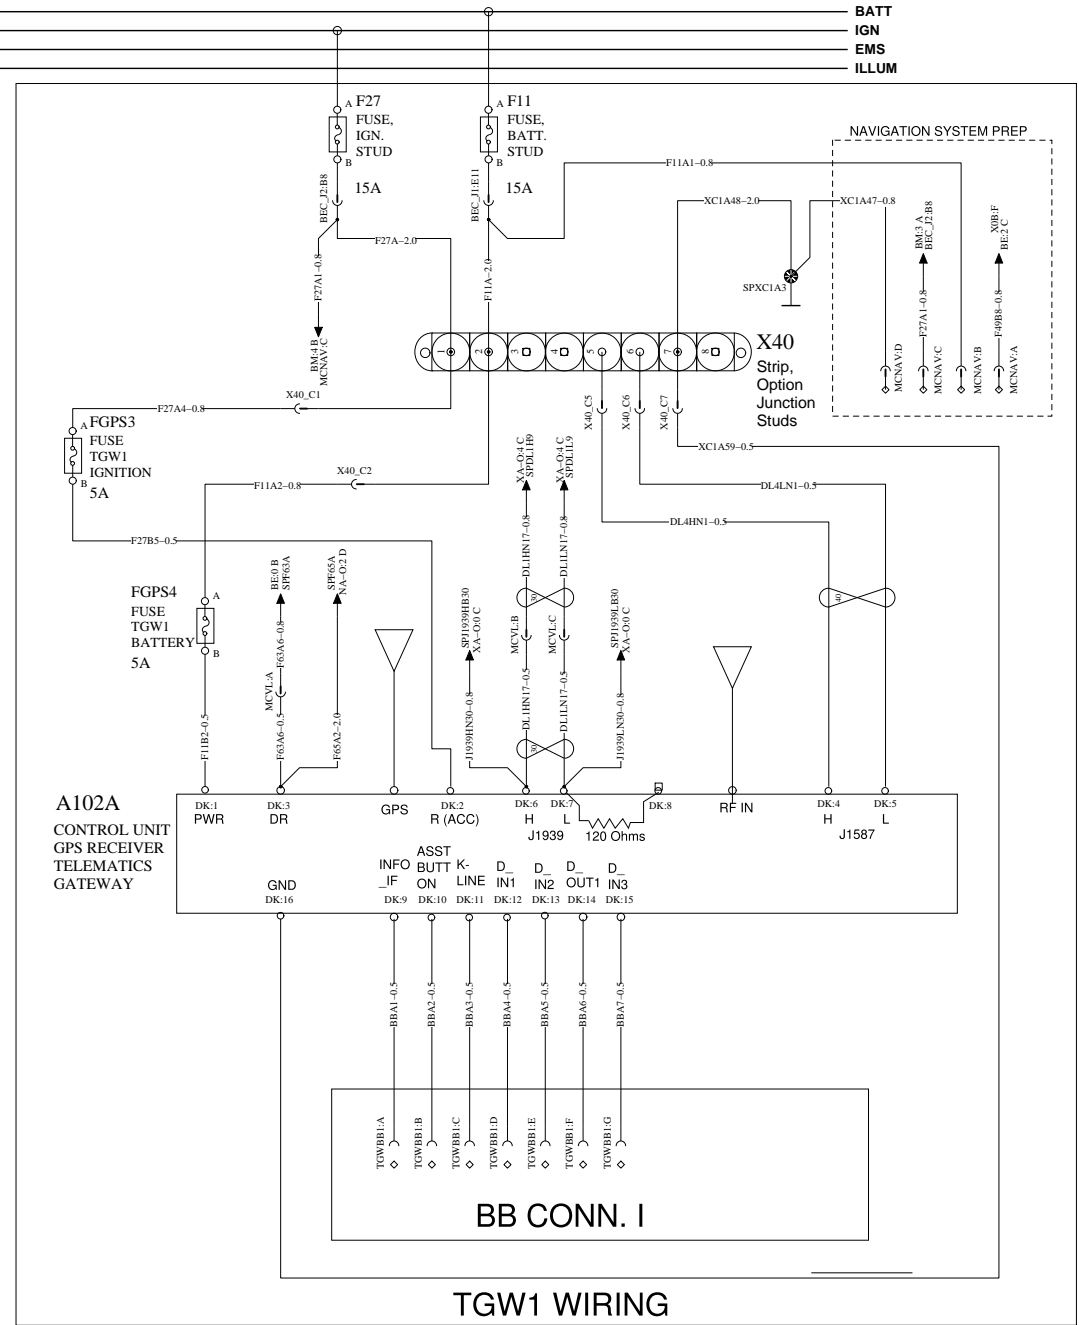 BATT
IGN
EMS
ILLUM
A F27
FUSE,
IGN.
STUD
B
15A
BEC_J2:B8
A F11
FUSE,
BATT.
STUD
B
15A
BEC_J1:E11
NAVIGATION SYSTEM PREP
F11A1-0.8
XC1A48-2.0
XC1A47-0.8
F27A-2.0
F27A1-0.8
BM:4 B
MCNAV:C
F11A-2.0
SPXC1A3
BM:3 A
BEC_J2:B8
F27A1-0.8
X0B:F
BE:2 C
F49B8-0.8
MCNAV:D
MCNAV:C
MCNAV:B
MCNAV:A
1
2
3
4
5
6
7
8
X40
Strip,
Option
Junction
Studs
X40_C1
F27A4-0.8
X40_C5
X40_C6
X40_C7
A FGPS3
FUSE
TGW1
IGNITION
B
5A
XC1A59-0.5
X40_C2
F11A2-0.8
XA-O:4 C
SPDL1H9
XA-O:4 C
SPDL1L9
DL4LN1-0.5
DL4HN1-0.5
F27B5-0.5
DL1HN17-0.8
DL1LN17-0.8
FGPS4
FUSE
TGW1
BATTERY
5A
A
B
BE:0 B
SPF63A
SPF65A
NA-O:2 D
F63A6-0.8
MCVL:A
F63A6-0.5
F65A2-2.0
F11B2-0.5
30
40
SPJ1939HB30
XA-O:0 C
MCVL:B
MCVL:C
SPJ1939LB30
XA-O:0 C
J1939HN30-0.8
DL1HN17-0.5
DL1LN17-0.5
J1939LN30-0.8
30
A102A
CONTROL UNIT
GPS RECEIVER
TELEMATICS
GATEWAY
DK:1
PWR
DK:3
DR
GPS
DK:2
R (ACC)
DK:6
H
DK:7
L
J1939
120 Ohms
DK:8
RF IN
DK:4
H
DK:5
L
J1587
GND
DK:16
INFO
_IF
DK:9
ASST
BUTT
ON
DK:10
K-
LINE
DK:11
D_
IN1
DK:12
D_
IN2
DK:13
D_
OUT1
DK:14
D_
IN3
DK:15
BBA1-0.5
BBA2-0.5
BBA3-0.5
BBA4-0.5
BBA5-0.5
BBA6-0.5
BBA7-0.5
TGWBB1:A
TGWBB1:B
TGWBB1:C
TGWBB1:D
TGWBB1:E
TGWBB1:F
TGWBB1:G
BB CONN. I
TGW1 WIRING